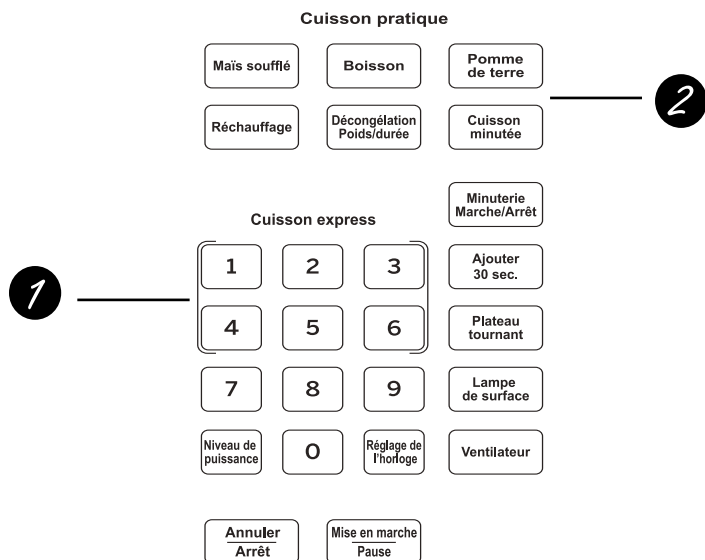 Cuisson pratique
Maïs soufflé
Boisson
Pomme
de terre
2
Réchauffage
Décongélation
Poids/durée
Cuisson
minutée
Minuterie
Marche/Arrêt
Cuisson express
1
1
2
3
Ajouter
30 sec.
4
5
6
Plateau
tournant
7
8
9
Lampe
de surface
Niveau de
puissance
0
Réglage de
l'horloge
Ventilateur
Annuler
Arrêt
Mise en marche
Pause